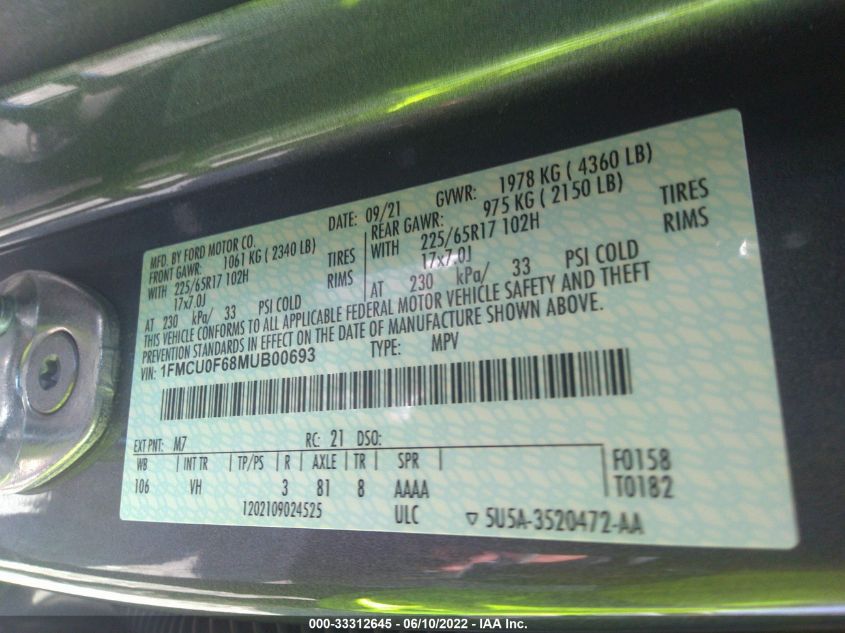 MFD. BY FORD MOTOR CO. DATE: 09/21 GVWR: 1978 KG ( 4360 LB)
FRONT GAWR: 1061 KG ( 2340 LB) REAR GAWR: 975 KG ( 2150 LB)
WITH 225/65R17 102H TIRES WITH 225/65R17 102H TIRES
17x7.0J RIMS 17x7.0J RIMS
AT 230 kPa/ 33 PSI COLD AT 230 kPa/ 33 PSI COLD
THIS VEHICLE CONFORMS TO ALL APPLICABLE FEDERAL MOTOR VEHICLE SAFETY AND THEFT
PREVENTION STANDARDS IN EFFECT ON THE DATE OF MANUFACTURE SHOWN ABOVE.
VIN: 1FMCU0F68MUB00693 TYPE: MPV
EXT PNT: M7 RC: 21 DSO:
WB INT TR TP/PS R AXLE TR SPR F0158
106 VH 3 81 8 AAAA T0182
1202109024525 ULC ▽ 5U5A-3520472-AA
000-33312645 - 06/10/2022 - IAA Inc.